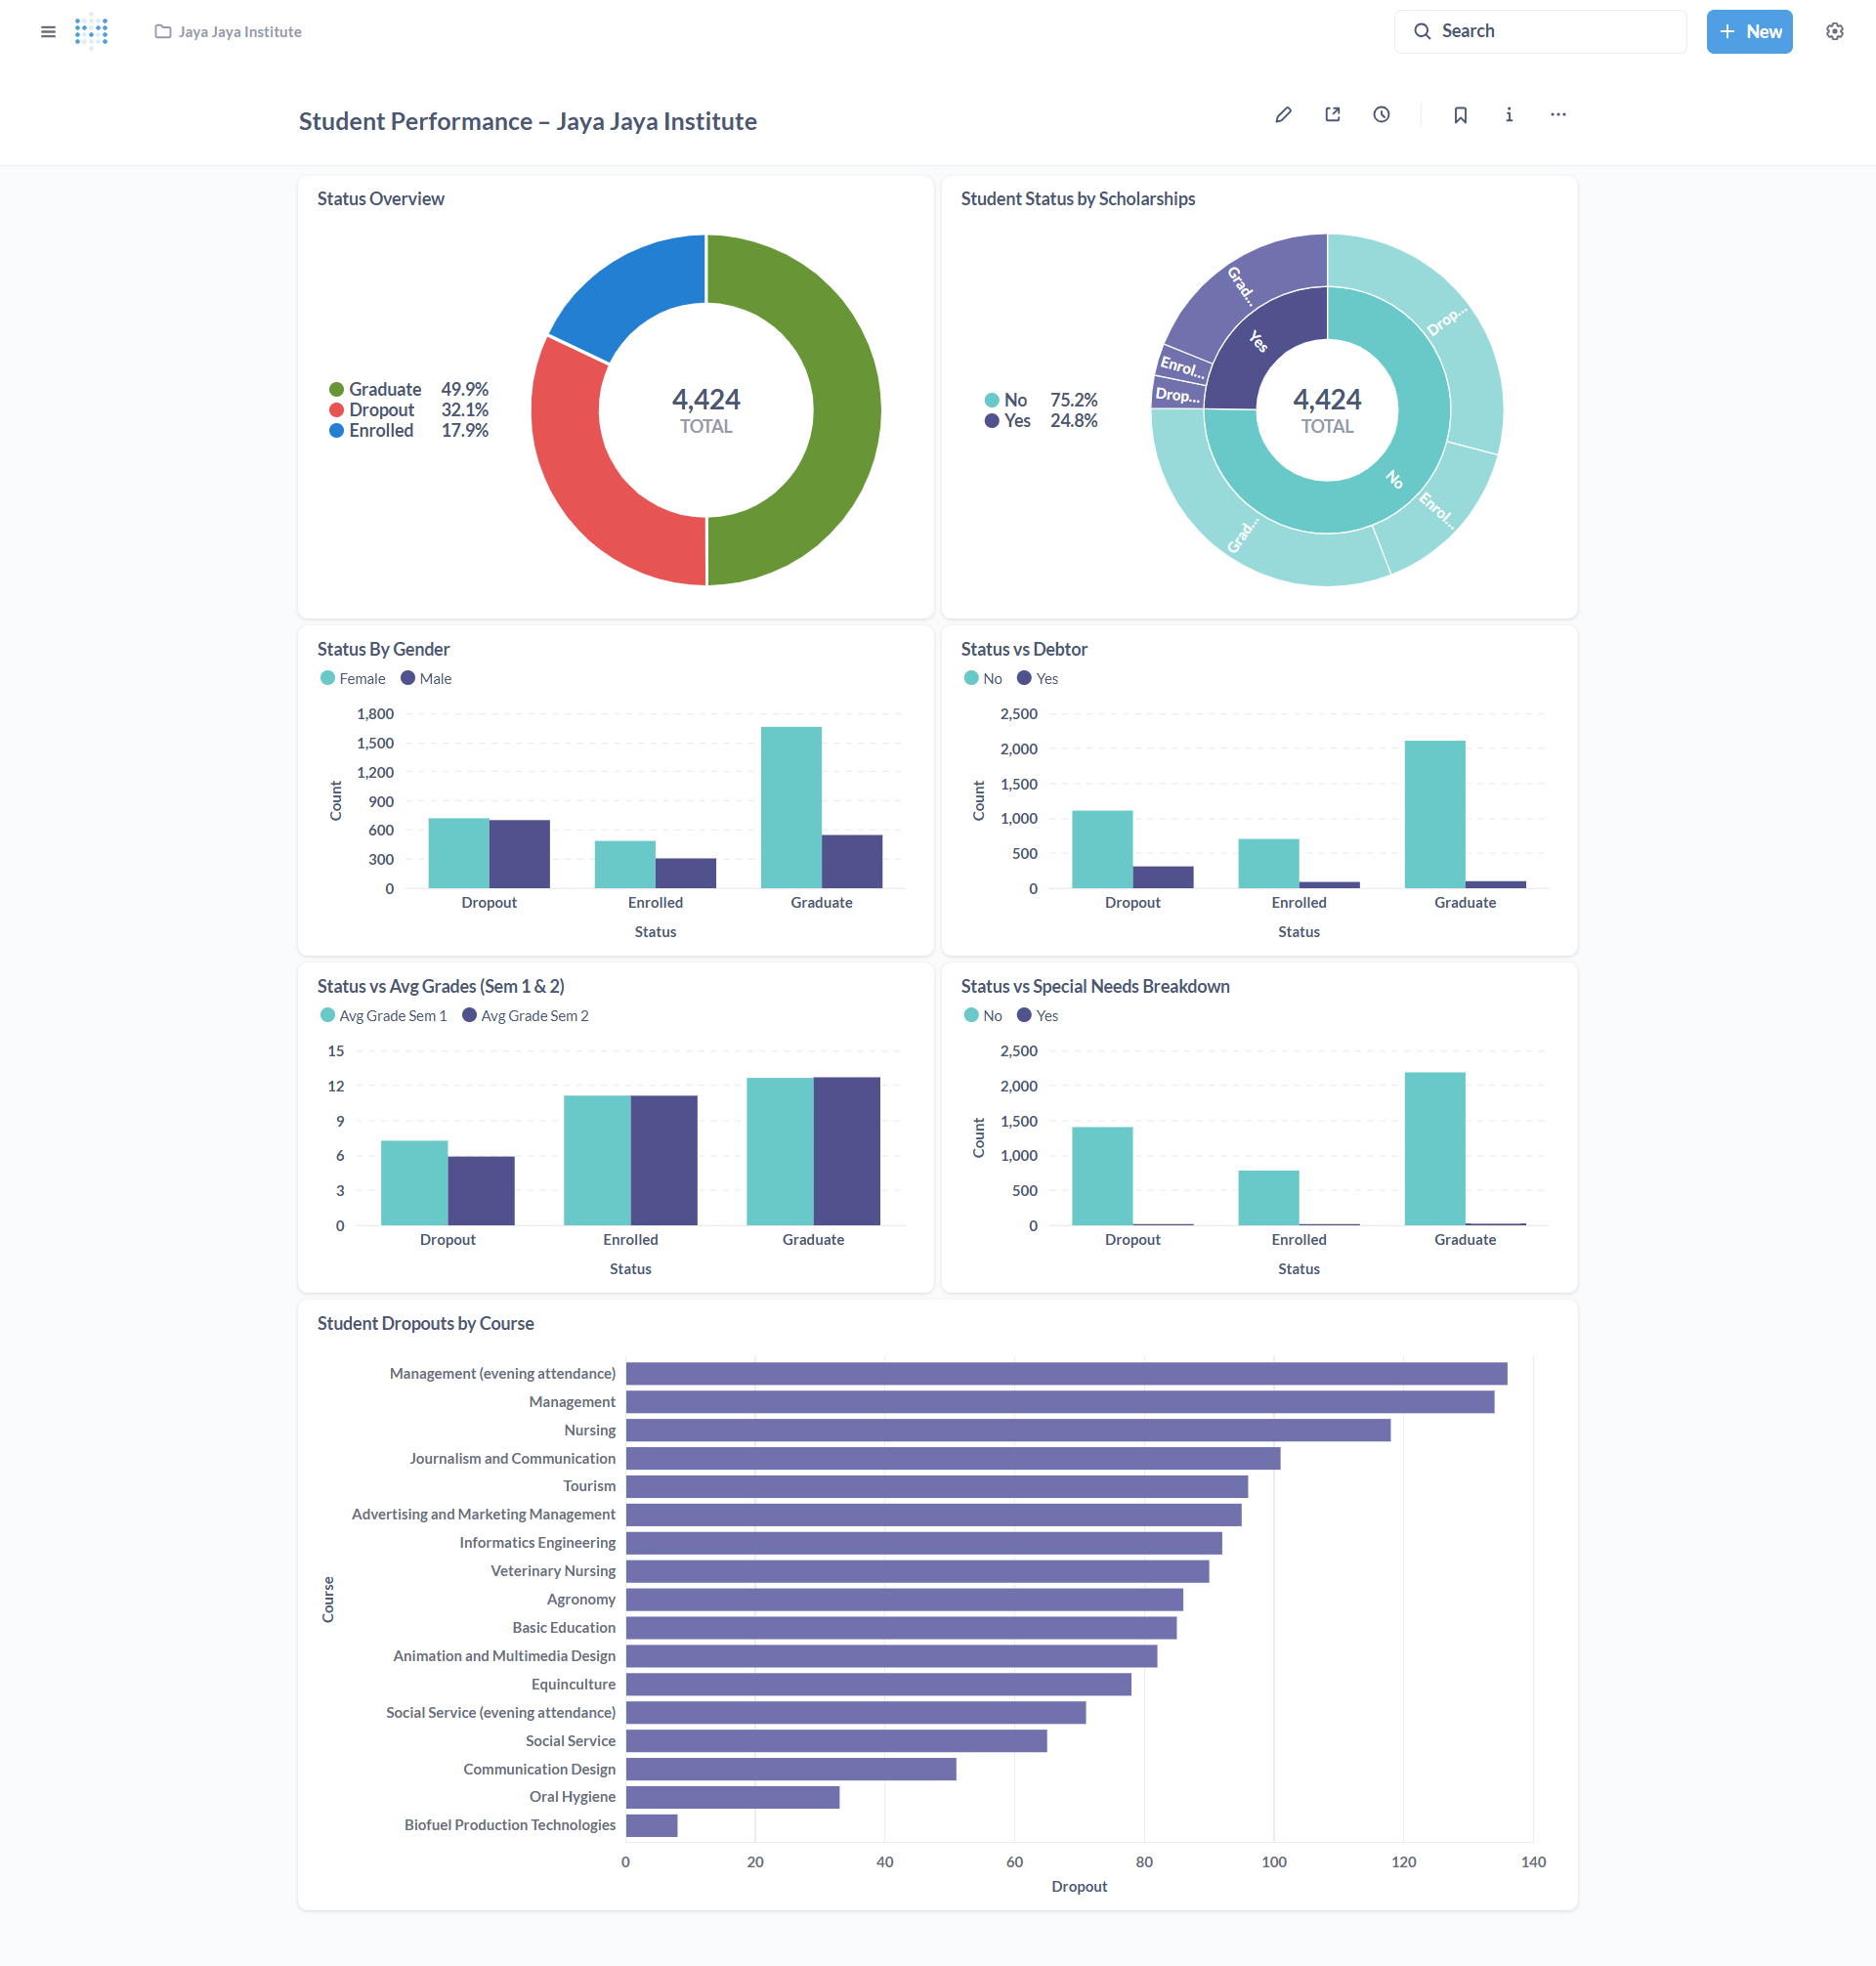 Jaya Jaya Institute
Search
New
Student Performance – Jaya Jaya Institute
Status Overview
Graduate 49.9%
Dropout 32.1%
Enrolled 17.9%
4,424
TOTAL
Student Status by Scholarships
No 75.2%
Yes 24.8%
4,424
TOTAL
Grad...
Yes
Enrol...
Drop...
Drop...
No
Enrol...
Grad...
Status By Gender
Female Male
Count
1,800
1,500
1,200
900
600
300
0
Dropout Enrolled Graduate
Status
Status vs Debtor
No Yes
Count
2,500
2,000
1,500
1,000
500
0
Dropout Enrolled Graduate
Status
Status vs Avg Grades (Sem 1 & 2)
Avg Grade Sem 1 Avg Grade Sem 2
15
12
9
6
3
0
Dropout Enrolled Graduate
Status
Status vs Special Needs Breakdown
No Yes
Count
2,500
2,000
1,500
1,000
500
0
Dropout Enrolled Graduate
Status
Student Dropouts by Course
Course
Management (evening attendance)
Management
Nursing
Journalism and Communication
Tourism
Advertising and Marketing Management
Informatics Engineering
Veterinary Nursing
Agronomy
Basic Education
Animation and Multimedia Design
Equinculture
Social Service (evening attendance)
Social Service
Communication Design
Oral Hygiene
Biofuel Production Technologies
0 20 40 60 80 100 120 140
Dropout